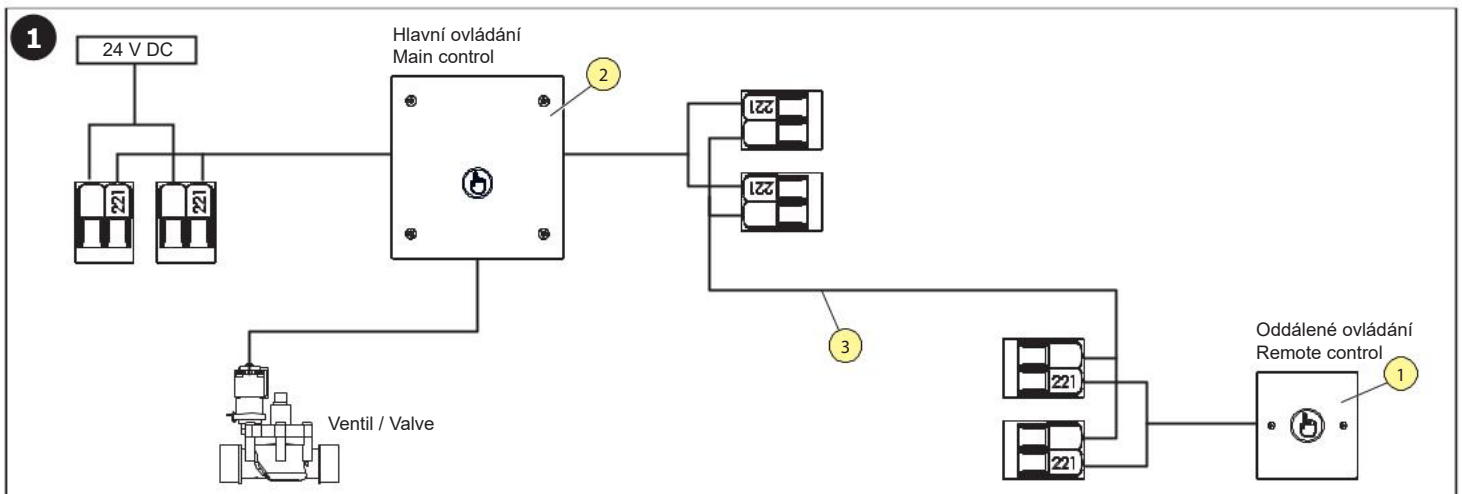 1
24 V DC
Hlavní ovládání
Main control
2
221
221
221
221
3
Oddálené ovládání
Remote control
1
221
221
Ventil / Valve